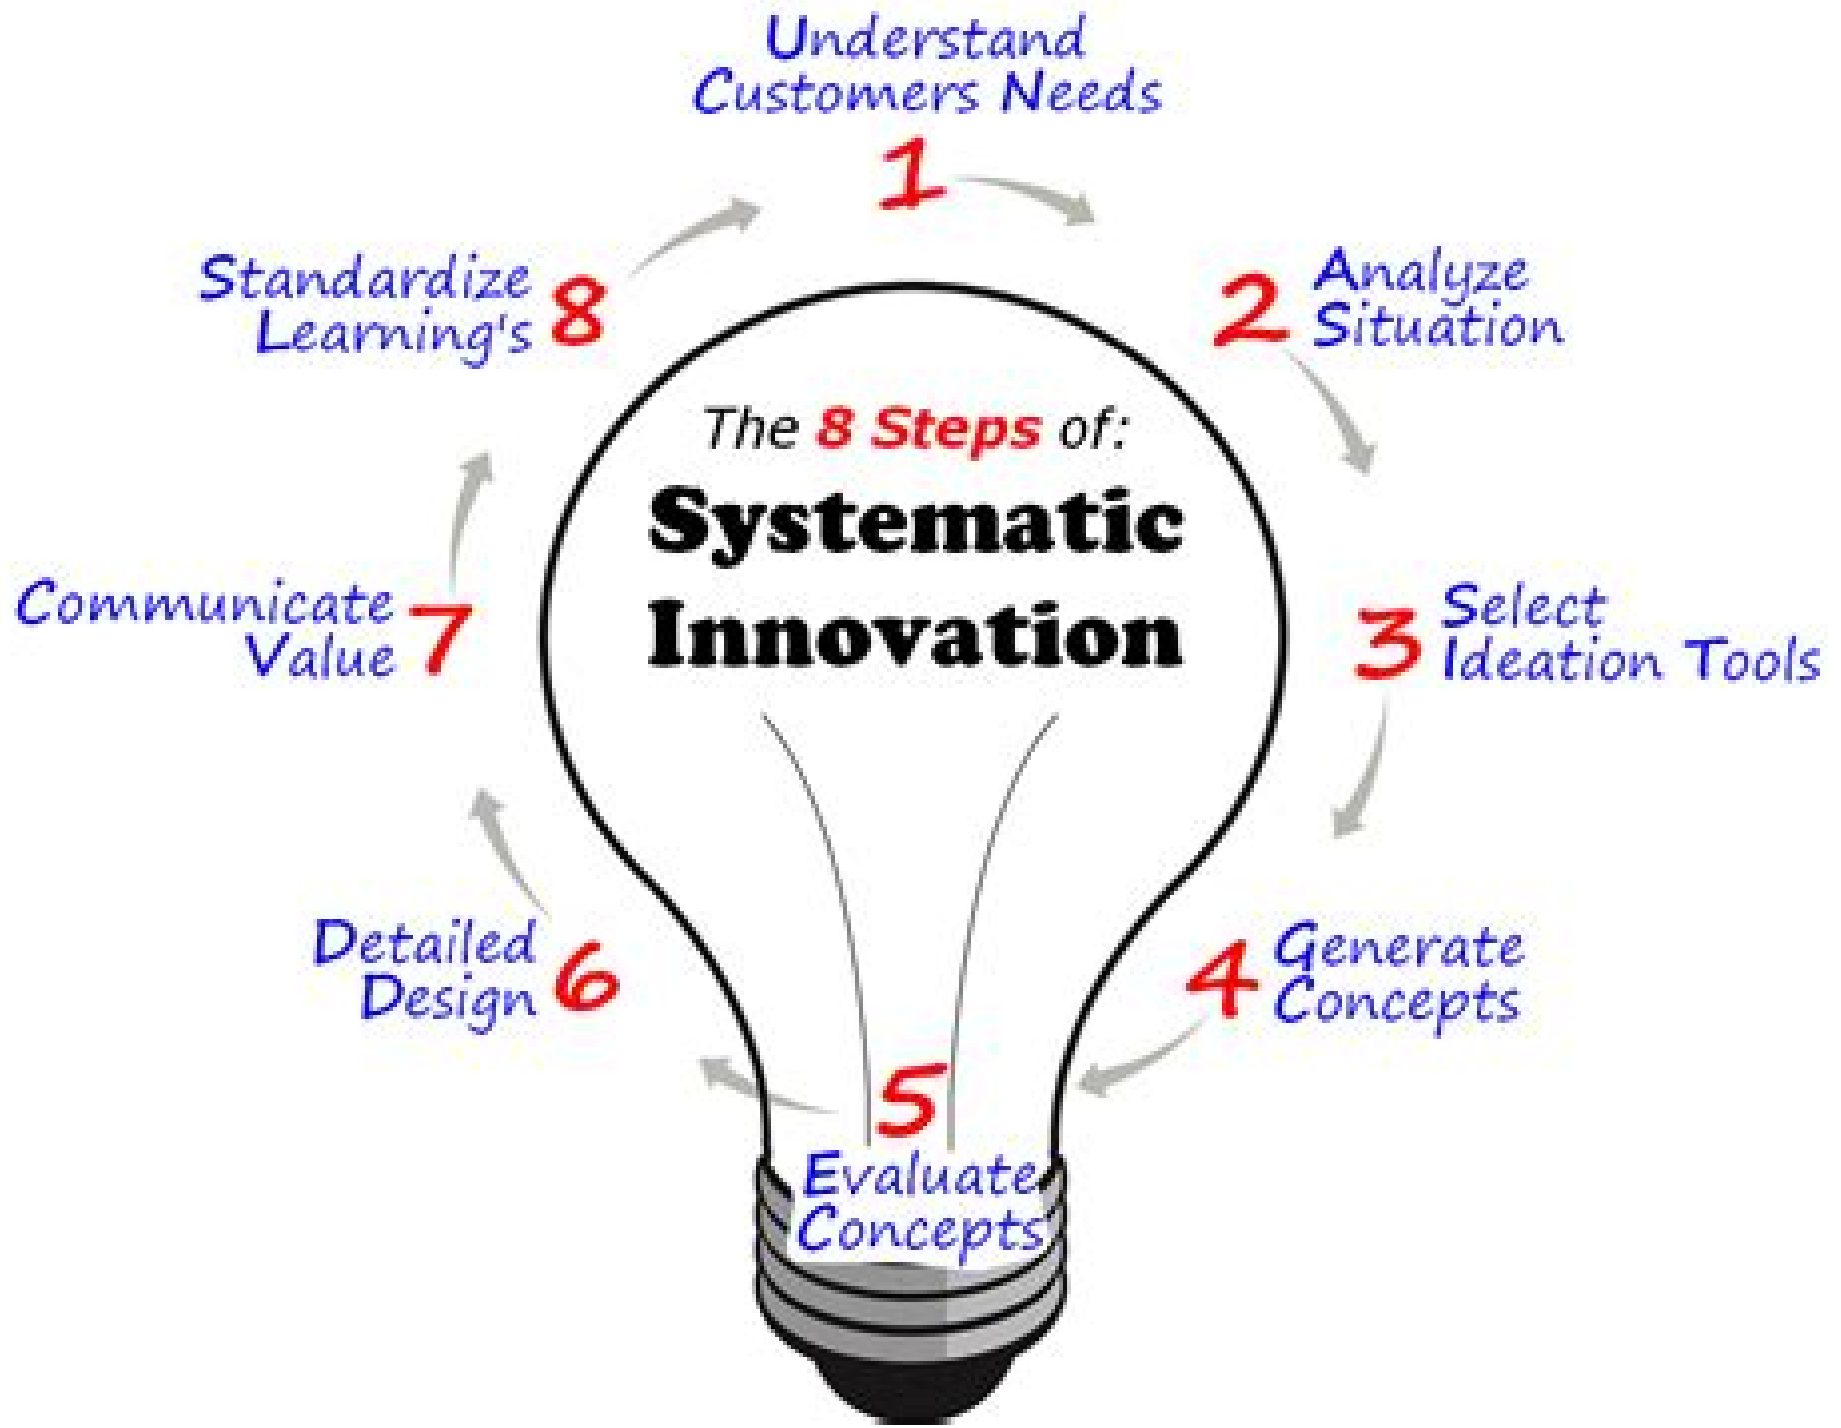 Understand
Customers Needs
1
2
Analyze
Situation
3
Select
Ideation Tools
4
Generate
Concepts
5
Evaluate
Concepts
6
Detailed
Design
7
Communicate
Value
8
Standardize
Learning's
The 8 Steps of:
Systematic
Innovation